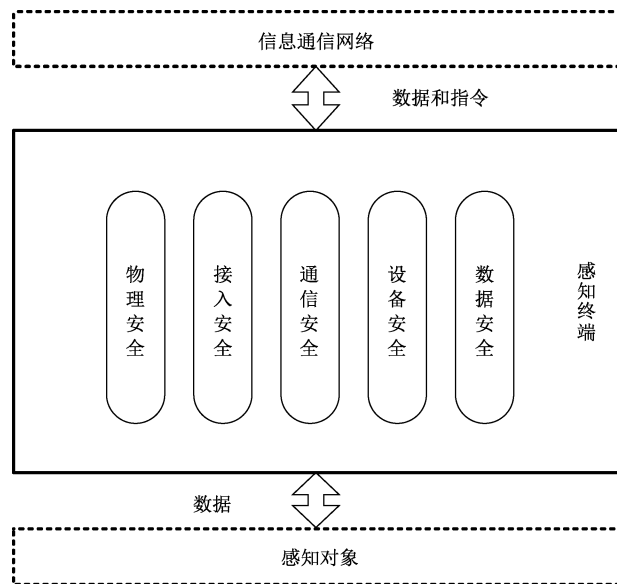 信息通信网络
数据和指令
物理安全
接入安全
通信安全
设备安全
数据安全
感知终端
数据
感知对象